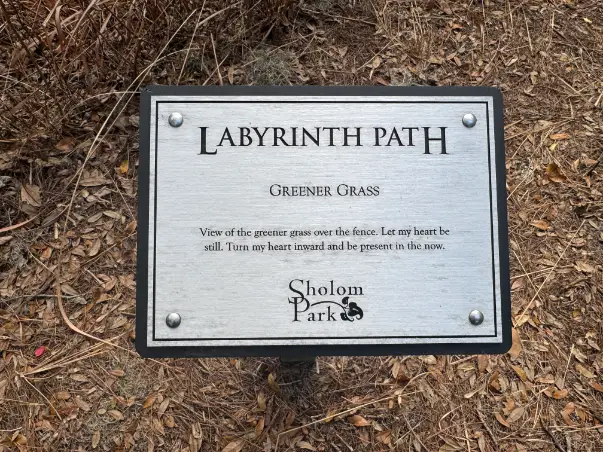 LABYRINTH PATH
GREENER GRASS
View of the greener grass over the fence. Let my heart be
still. Turn my heart inward and be present in the now.
Sholom
Park